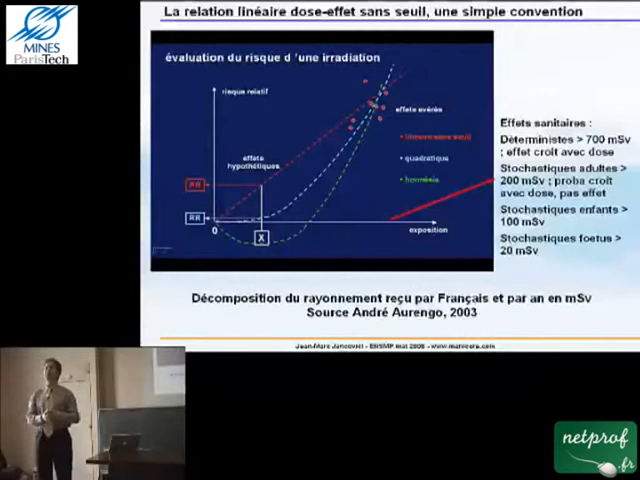 La relation linéaire dose-effet sans seuil, une simple convention
MINES
ParisTech
évaluation du risque d 'une irradiation
risque relatif
effets avérés
effets
hypothétiques
• linéaire sans seuil
• quadratique
• hormésis
RR
RR
0
X
exposition
Effets sanitaires :
Déterministes > 700 mSv
; effet croit avec dose
Stochastiques adultes >
200 mSv ; proba croit
avec dose, pas effet
Stochastiques enfants >
100 mSv
Stochastiques foetus >
20 mSv
Décomposition du rayonnement reçu par Français et par an en mSv
Source André Aurengo, 2003
Jean-Marc Jancovici - ENSMP mai 2008 - www.manicore.com
netprof
.fr